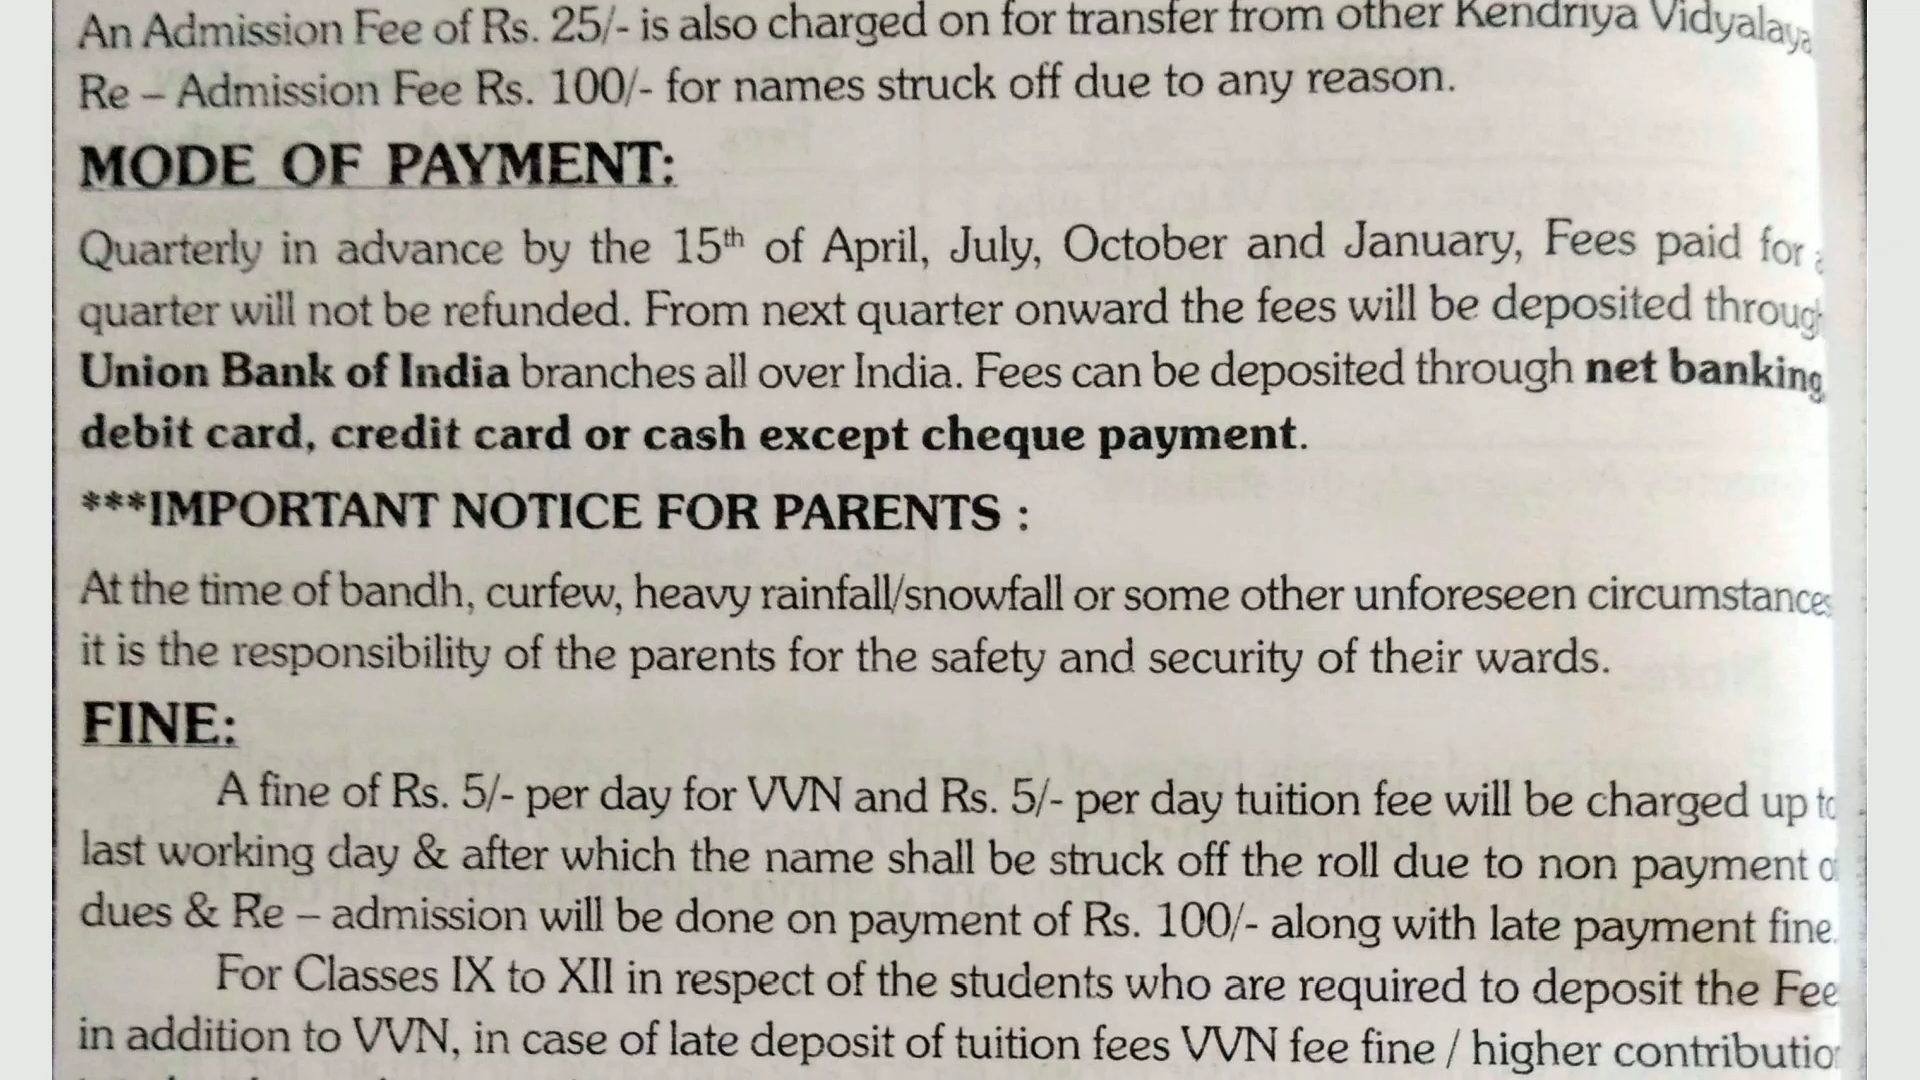 An Admission Fee of Rs. 25/- is also charged on for transfer from other Kendriya Vidyalaya
Re – Admission Fee Rs. 100/- for names struck off due to any reason.
MODE OF PAYMENT:
Quarterly in advance by the 15th of April, July, October and January, Fees paid for a
quarter will not be refunded. From next quarter onward the fees will be deposited through
Union Bank of India branches all over India. Fees can be deposited through net banking,
debit card, credit card or cash except cheque payment.
***IMPORTANT NOTICE FOR PARENTS :
At the time of bandh, curfew, heavy rainfall/snowfall or some other unforeseen circumstances
it is the responsibility of the parents for the safety and security of their wards.
FINE:
A fine of Rs. 5/- per day for VVN and Rs. 5/- per day tuition fee will be charged up to
last working day & after which the name shall be struck off the roll due to non payment
dues & Re – admission will be done on payment of Rs. 100/- along with late payment fine.
For Classes IX to XII in respect of the students who are required to deposit the Fee
in addition to VVN, in case of late deposit of tuition fees VVN fee fine / higher contribution